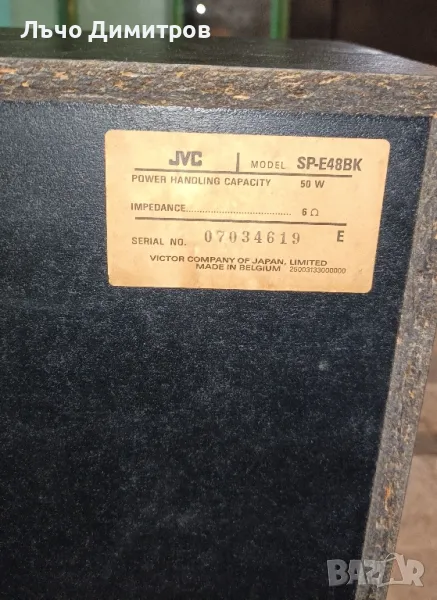 Лъчо Димитров
JVC | MODEL SP-E48BK
POWER HANDLING CAPACITY 50 W
IMPEDANCE.............................. 6 Ω
SERIAL NO. 07034619 E
VICTOR COMPANY OF JAPAN, LIMITED
MADE IN BELGIUM 25003133000000
BAZAR